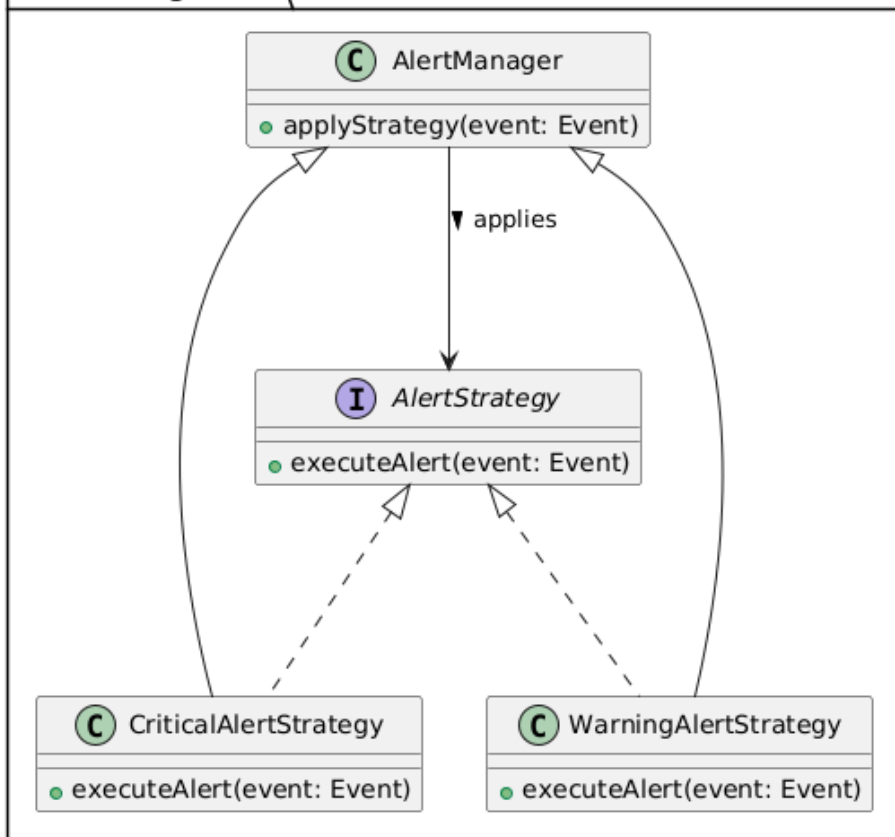 C AlertManager
applyStrategy(event: Event)
applies
I AlertStrategy
executeAlert(event: Event)
C CriticalAlertStrategy
executeAlert(event: Event)
C WarningAlertStrategy
executeAlert(event: Event)